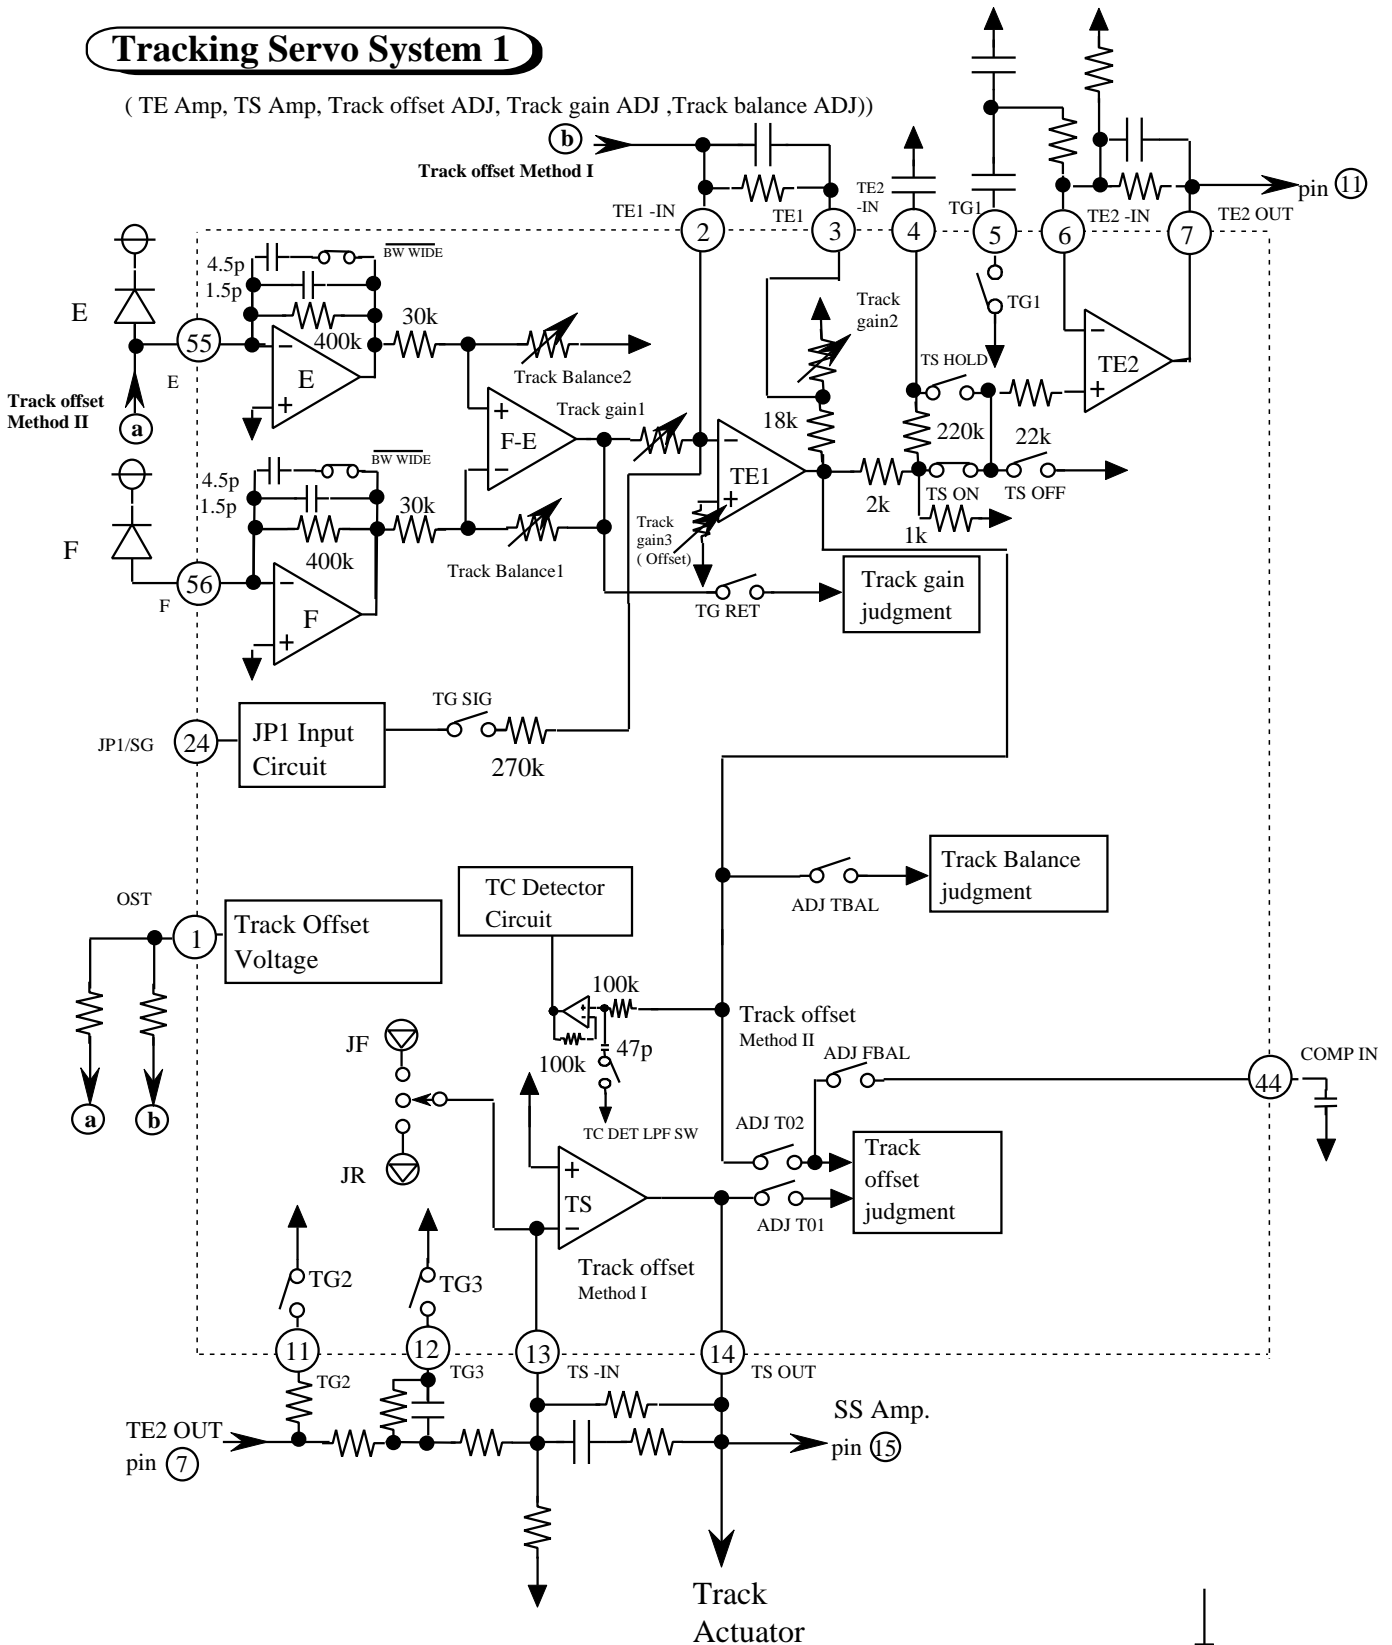 Tracking Servo System 1
( TE Amp, TS Amp, Track offset ADJ, Track gain ADJ ,Track balance ADJ))
b
Track offset Method I
pin 11
TE1 -IN
TE1
TE2
-IN
TG1
TE2 -IN
TE2 OUT
2
3
4
5
6
7
4.5p
BW WIDE
1.5p
400k
E
55
E
E
30k
Track Balance2
Track offset
Method II
a
Track gain1
F-E
Track
gain2
TG1
TS HOLD
TE2
18k
220k
22k
TE1
2k
TS ON
TS OFF
1k
4.5p
BW WIDE
1.5p
400k
30k
F
56
F
F
Track Balance1
Track
gain3
( Offset)
TG RET
Track gain
judgment
TG SIG
JP1/SG
24
JP1 Input
Circuit
270k
OST
1
Track Offset
Voltage
TC Detector
Circuit
ADJ TBAL
Track Balance
judgment
100k
100k
47p
TC DET LPF SW
Track offset
Method II
ADJ FBAL
44
COMP IN
JF
JR
a
b
ADJ T02
Track
offset
judgment
ADJ T01
TS
Track offset
Method I
TG2
TG3
11
12
13
14
TG2
TG3
TS -IN
TS OUT
TE2 OUT
pin 7
SS Amp.
pin 15
Track
Actuator